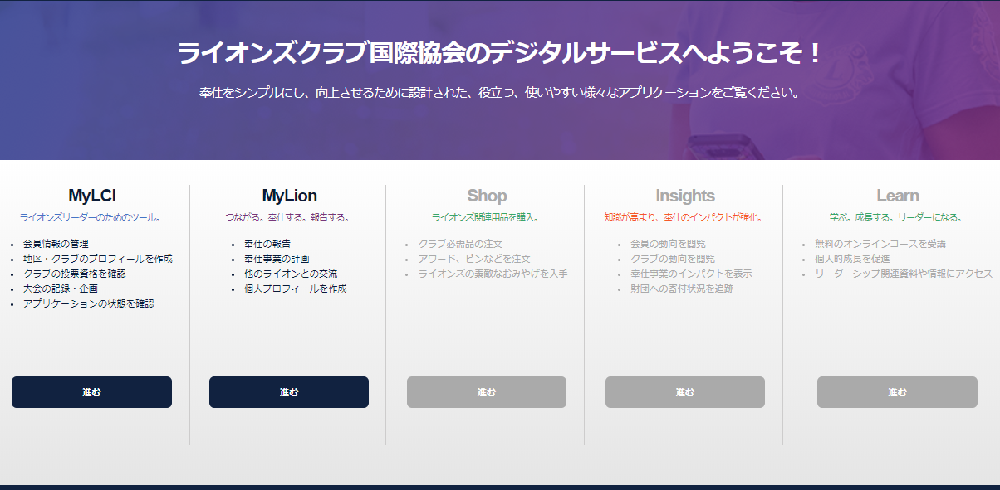 ライオンズクラブ国際協会のデジタルサービスへようこそ！
奉仕をシンプルにし、向上させるために設計された、役立つ、使いやすい様々なアプリケーションをご覧ください。
MyLCI
ライオンズリーダーのためのツール。
• 会員情報の管理
• 地区・クラブのプロフィールを作成
• クラブの投票資格を確認
• 大会の記録・企画
• アプリケーションの状態を確認
進む
MyLion
つながる。奉仕する。報告する。
• 奉仕の報告
• 奉仕事業の計画
• 他のライオンとの交流
• 個人プロフィールを作成
進む
Shop
ライオンズ関連用品を購入。
• クラブ必需品の注文
• アワード、ピンなどを注文
• ライオンズの素敵なおみやげを入手
進む
Insights
知識が高まり、奉仕のインパクトが強化。
• 会員の動向を閲覧
• クラブの動向を閲覧
• 奉仕事業のインパクトを表示
• 財団への寄付状況を追跡
進む
Learn
学ぶ。成長する。リーダーになる。
• 無料のオンラインコースを受講
• 個人的成長を促進
• リーダーシップ関連資料や情報にアクセス
進む